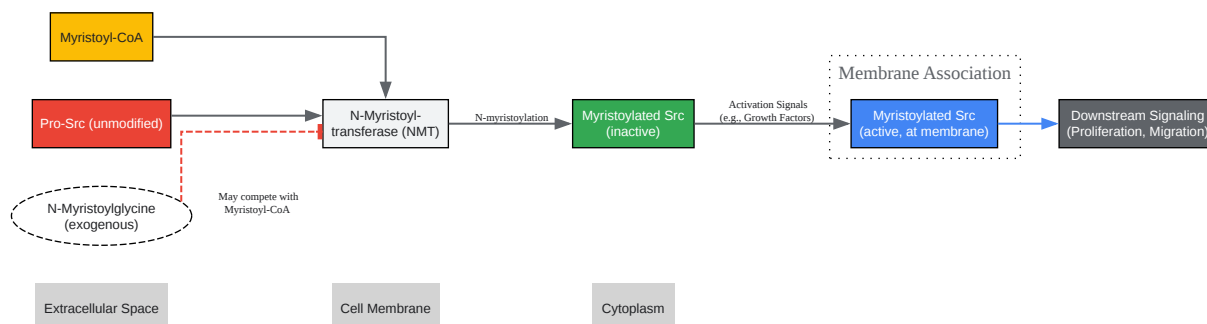 Myristoyl-CoA
Membrane Association
Pro-Src (unmodified)
N-Myristoyl-
transferase (NMT)
N-myristoylation
Myristoylated Src
(inactive)
Activation Signals
(e.g., Growth Factors)
Myristoylated Src
(active, at membrane)
Downstream Signaling
(Proliferation, Migration)
N-Myristoylglycine
(exogenous)
May compete with
Myristoyl-CoA
Extracellular Space
Cell Membrane
Cytoplasm